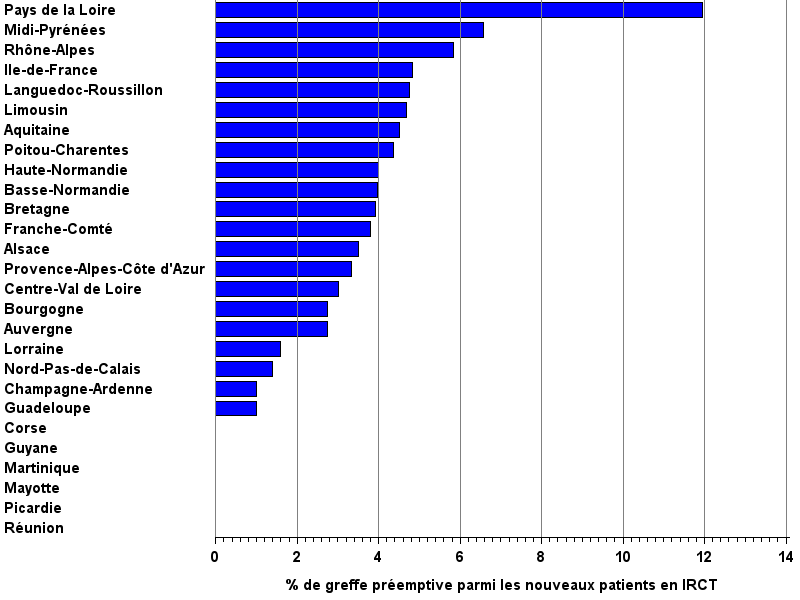 Pays de la Loire
Midi-Pyrénées
Rhône-Alpes
Ile-de-France
Languedoc-Roussillon
Limousin
Aquitaine
Poitou-Charentes
Haute-Normandie
Basse-Normandie
Bretagne
Franche-Comté
Alsace
Provence-Alpes-Côte d'Azur
Centre-Val de Loire
Bourgogne
Auvergne
Lorraine
Nord-Pas-de-Calais
Champagne-Ardenne
Guadeloupe
Corse
Guyane
Martinique
Mayotte
Picardie
Réunion
0 2 4 6 8 10 12 14
% de greffe préemptive parmi les nouveaux patients en IRCT